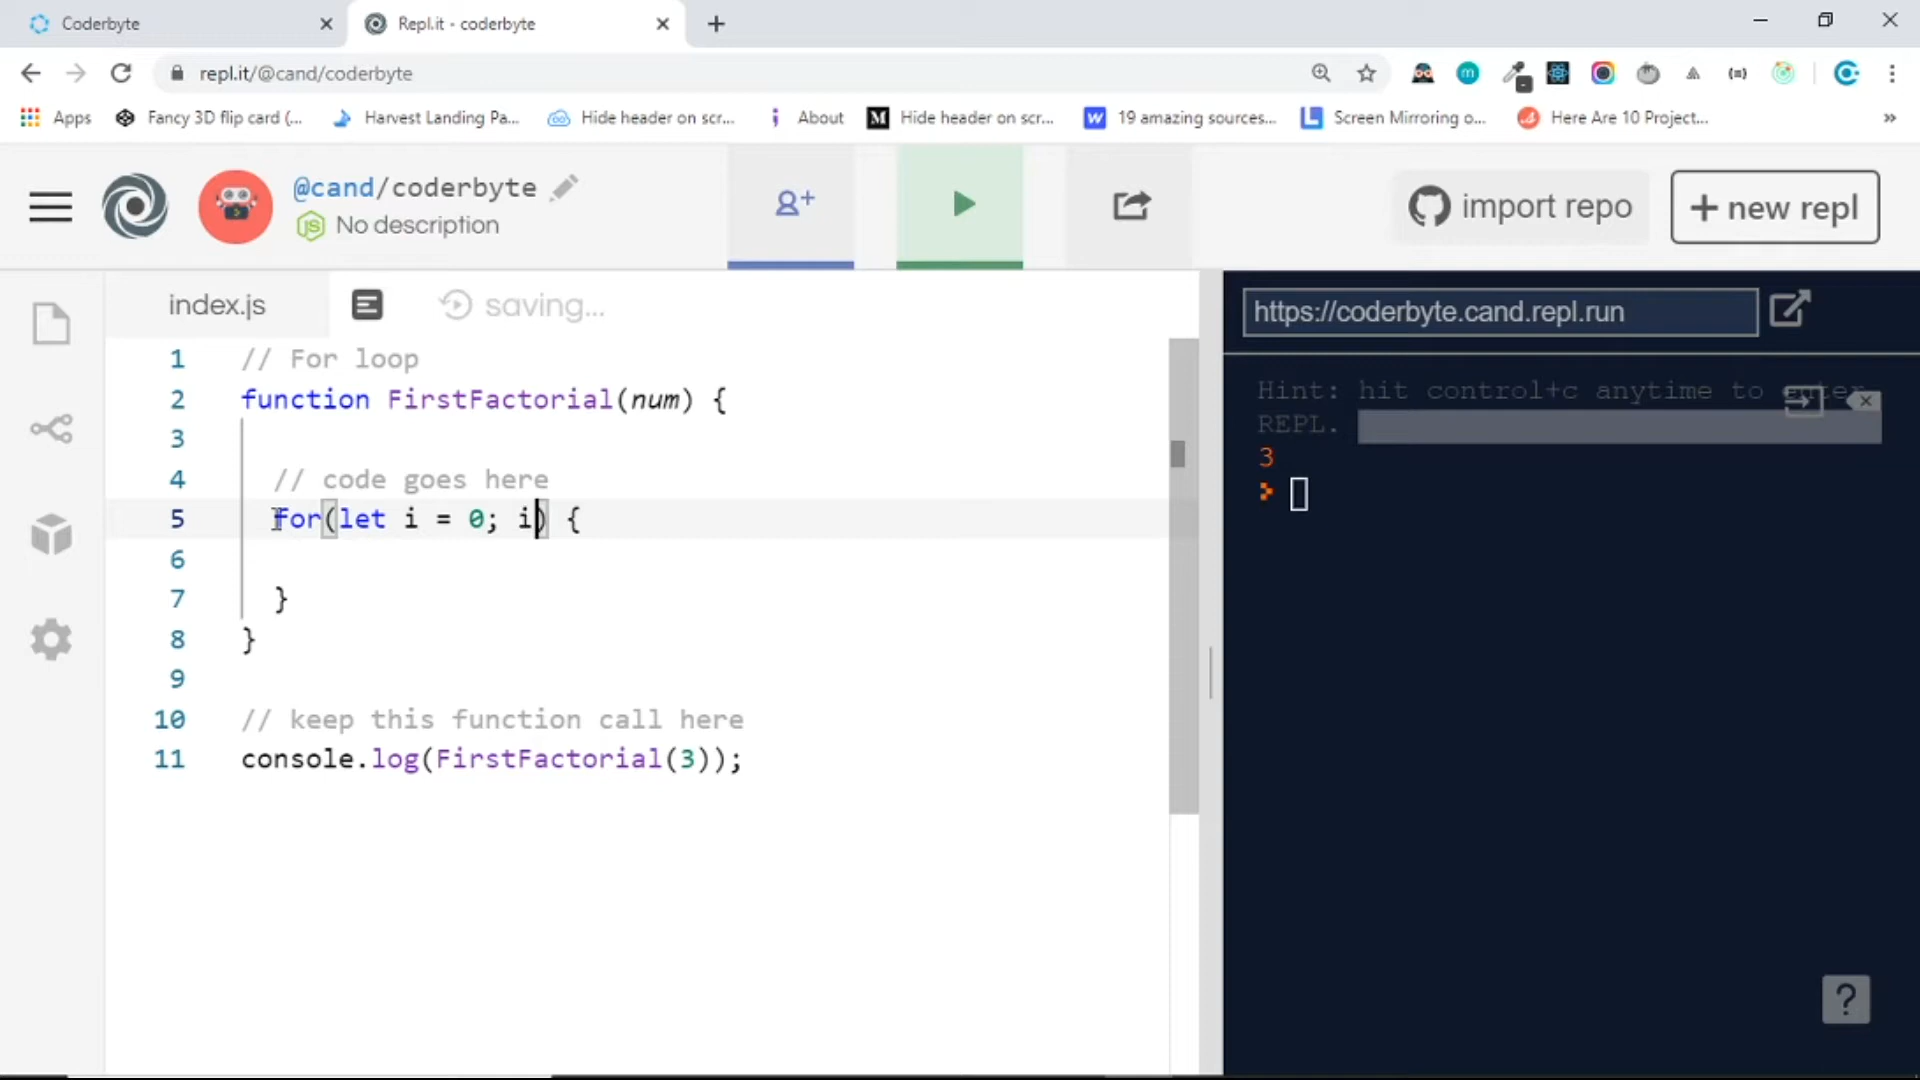 Coderbyte
Repl.it - coderbyte
repl.it/@cand/coderbyte
Apps
Fancy 3D flip card (...
Harvest Landing Pa...
Hide header on scr...
About
Hide header on scr...
19 amazing sources...
Screen Mirroring o...
Here Are 10 Project...
@cand/coderbyte
No description
import repo
+ new repl
index.js
saving...
https://coderbyte.cand.repl.run
1 // For loop
2 function FirstFactorial(num) {
3
4 // code goes here
5 for(let i = 0; i) {
6
7 }
8 }
9
10 // keep this function call here
11 console.log(FirstFactorial(3));
Hint: hit control+c anytime to enter
REPL.
3